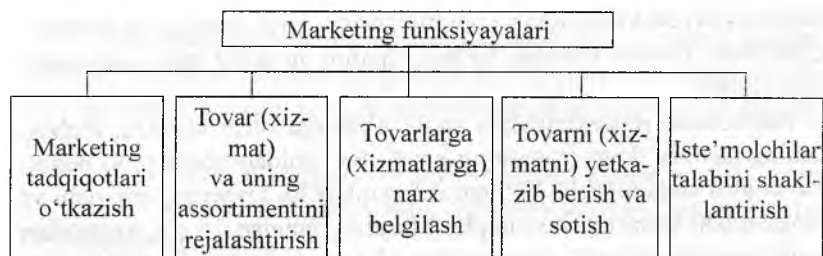 Marketing funksiyayalari
Marketing
tadqiqotlari
o‘tkazish
Tovar (xiz-
mat)
va uning
assortimentini
rejalashtirish
Tovarlarga
(xizmatlarga)
narx
belgilash
Tovarni (xiz-
matni) yetka-
zib berish va
sotish
Iste’molchilar
talabini shakl-
lantirish